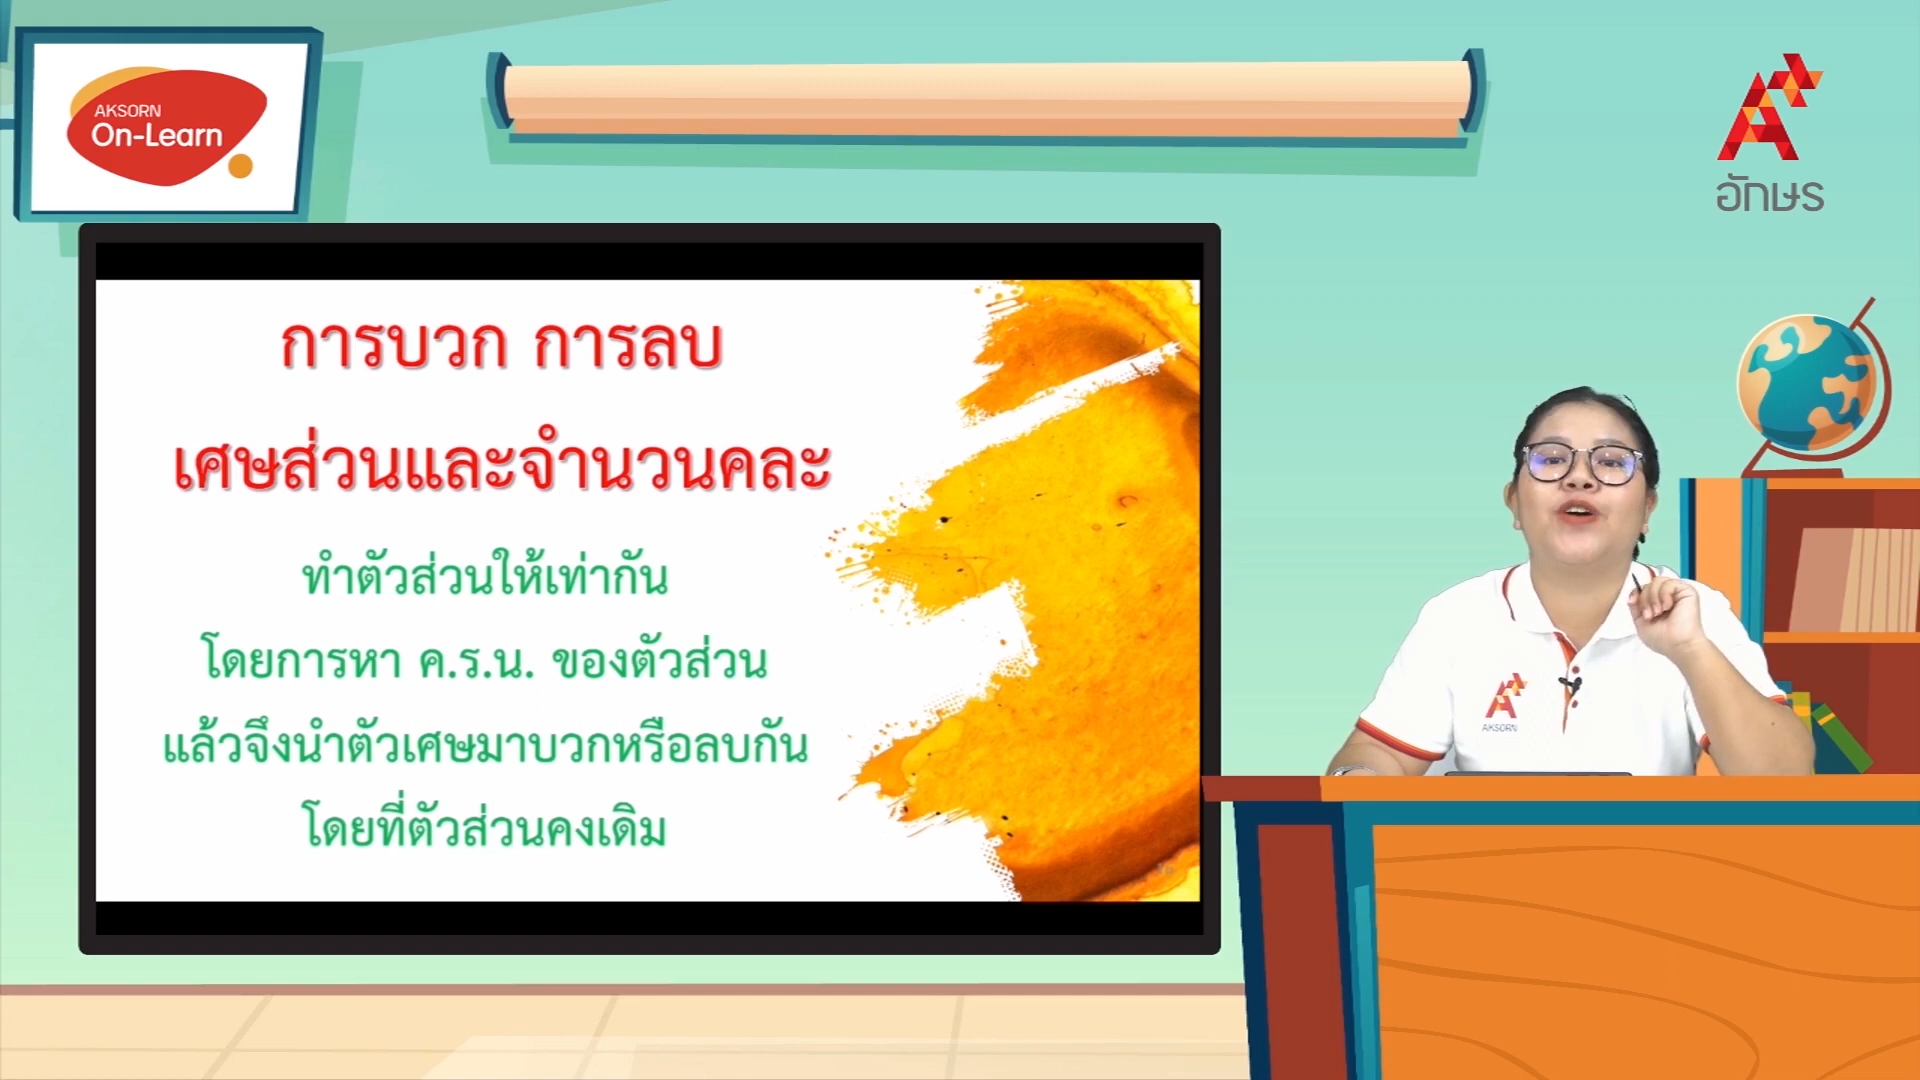 AKSORN
On-Learn
อักษร
การบวก การลบ
เศษส่วนและจำนวนคละ
ทำตัวส่วนให้เท่ากัน
โดยการหา ค.ร.น. ของตัวส่วน
แล้วจึงนำตัวเศษมาบวกหรือลบกัน
โดยที่ตัวส่วนคงเดิม
AKSORN